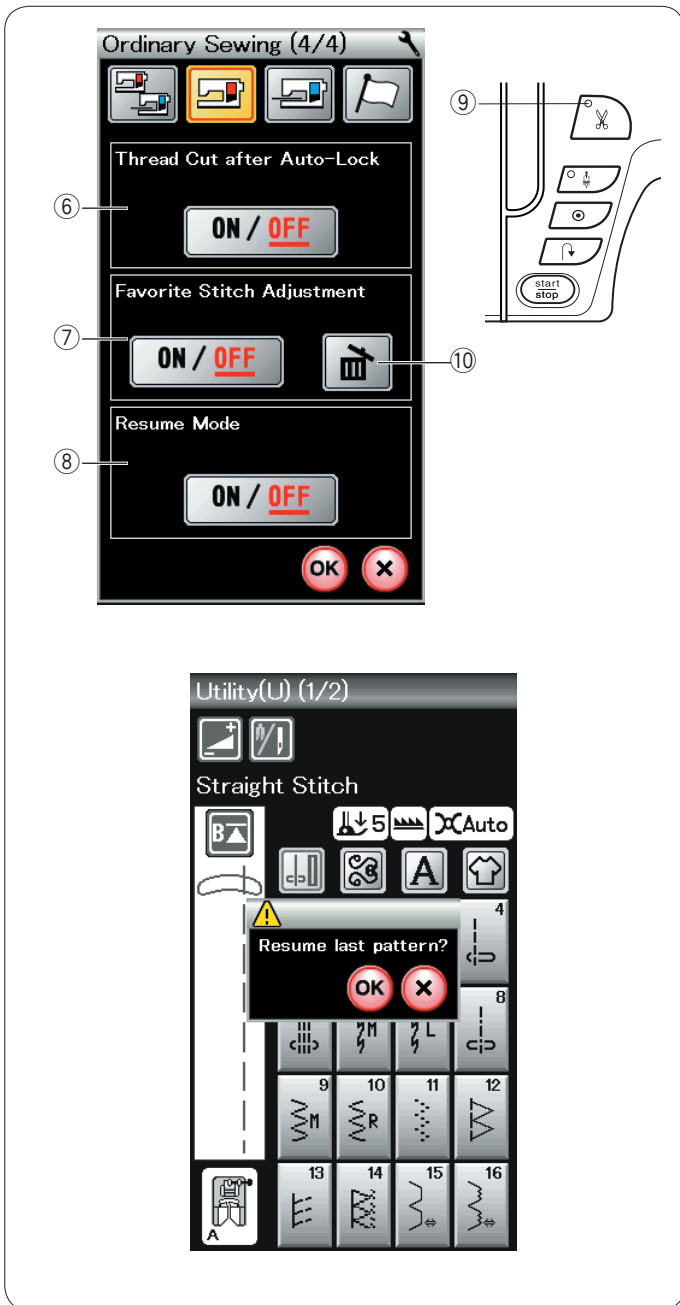 Ordinary Sewing (4/4)
Thread Cut after Auto-Lock
⑥
ON / OFF
Favorite Stitch Adjustment
⑦
ON / OFF
⑩
Resume Mode
⑧
ON / OFF
OK ×
⑨
start
stop
Utility(U) (1/2)
Straight Stitch
B
5 Auto
A
4
Resume last pattern?
OK ×
8
M L
9 10 11 12
M R
13 14 15 16
A